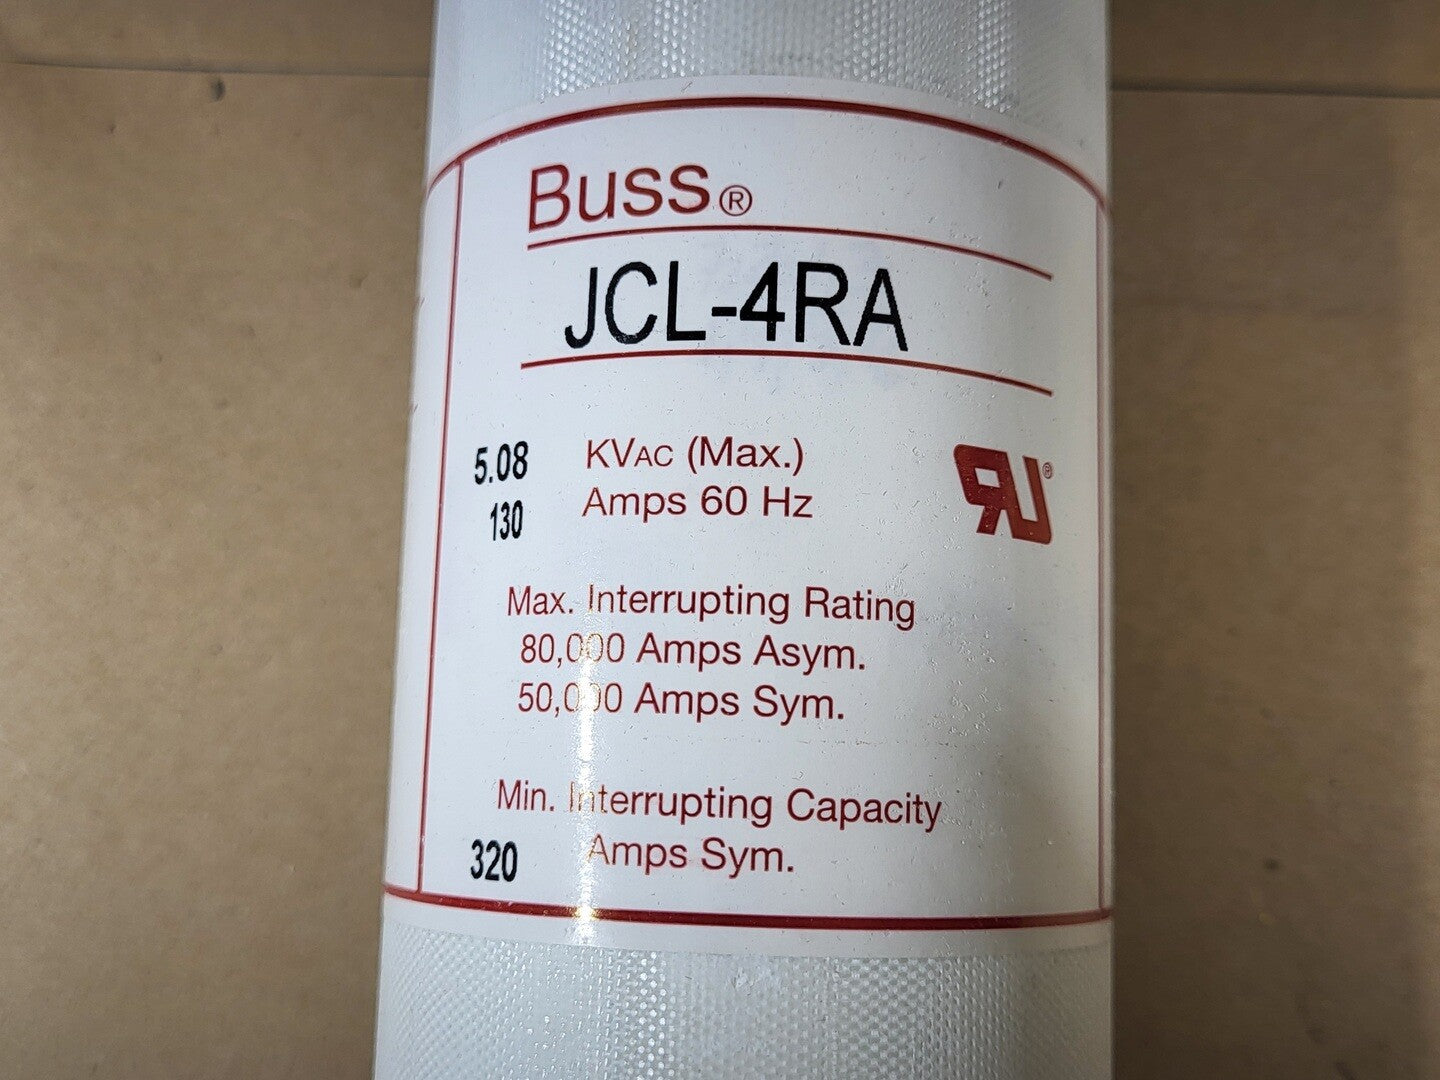 Buss®
JCL-4RA
5.08 KVAC (Max.)
130 Amps 60 Hz
RU®
Max. Interrupting Rating
80,000 Amps Asym.
50,000 Amps Sym.
Min. Interrupting Capacity
320 Amps Sym.